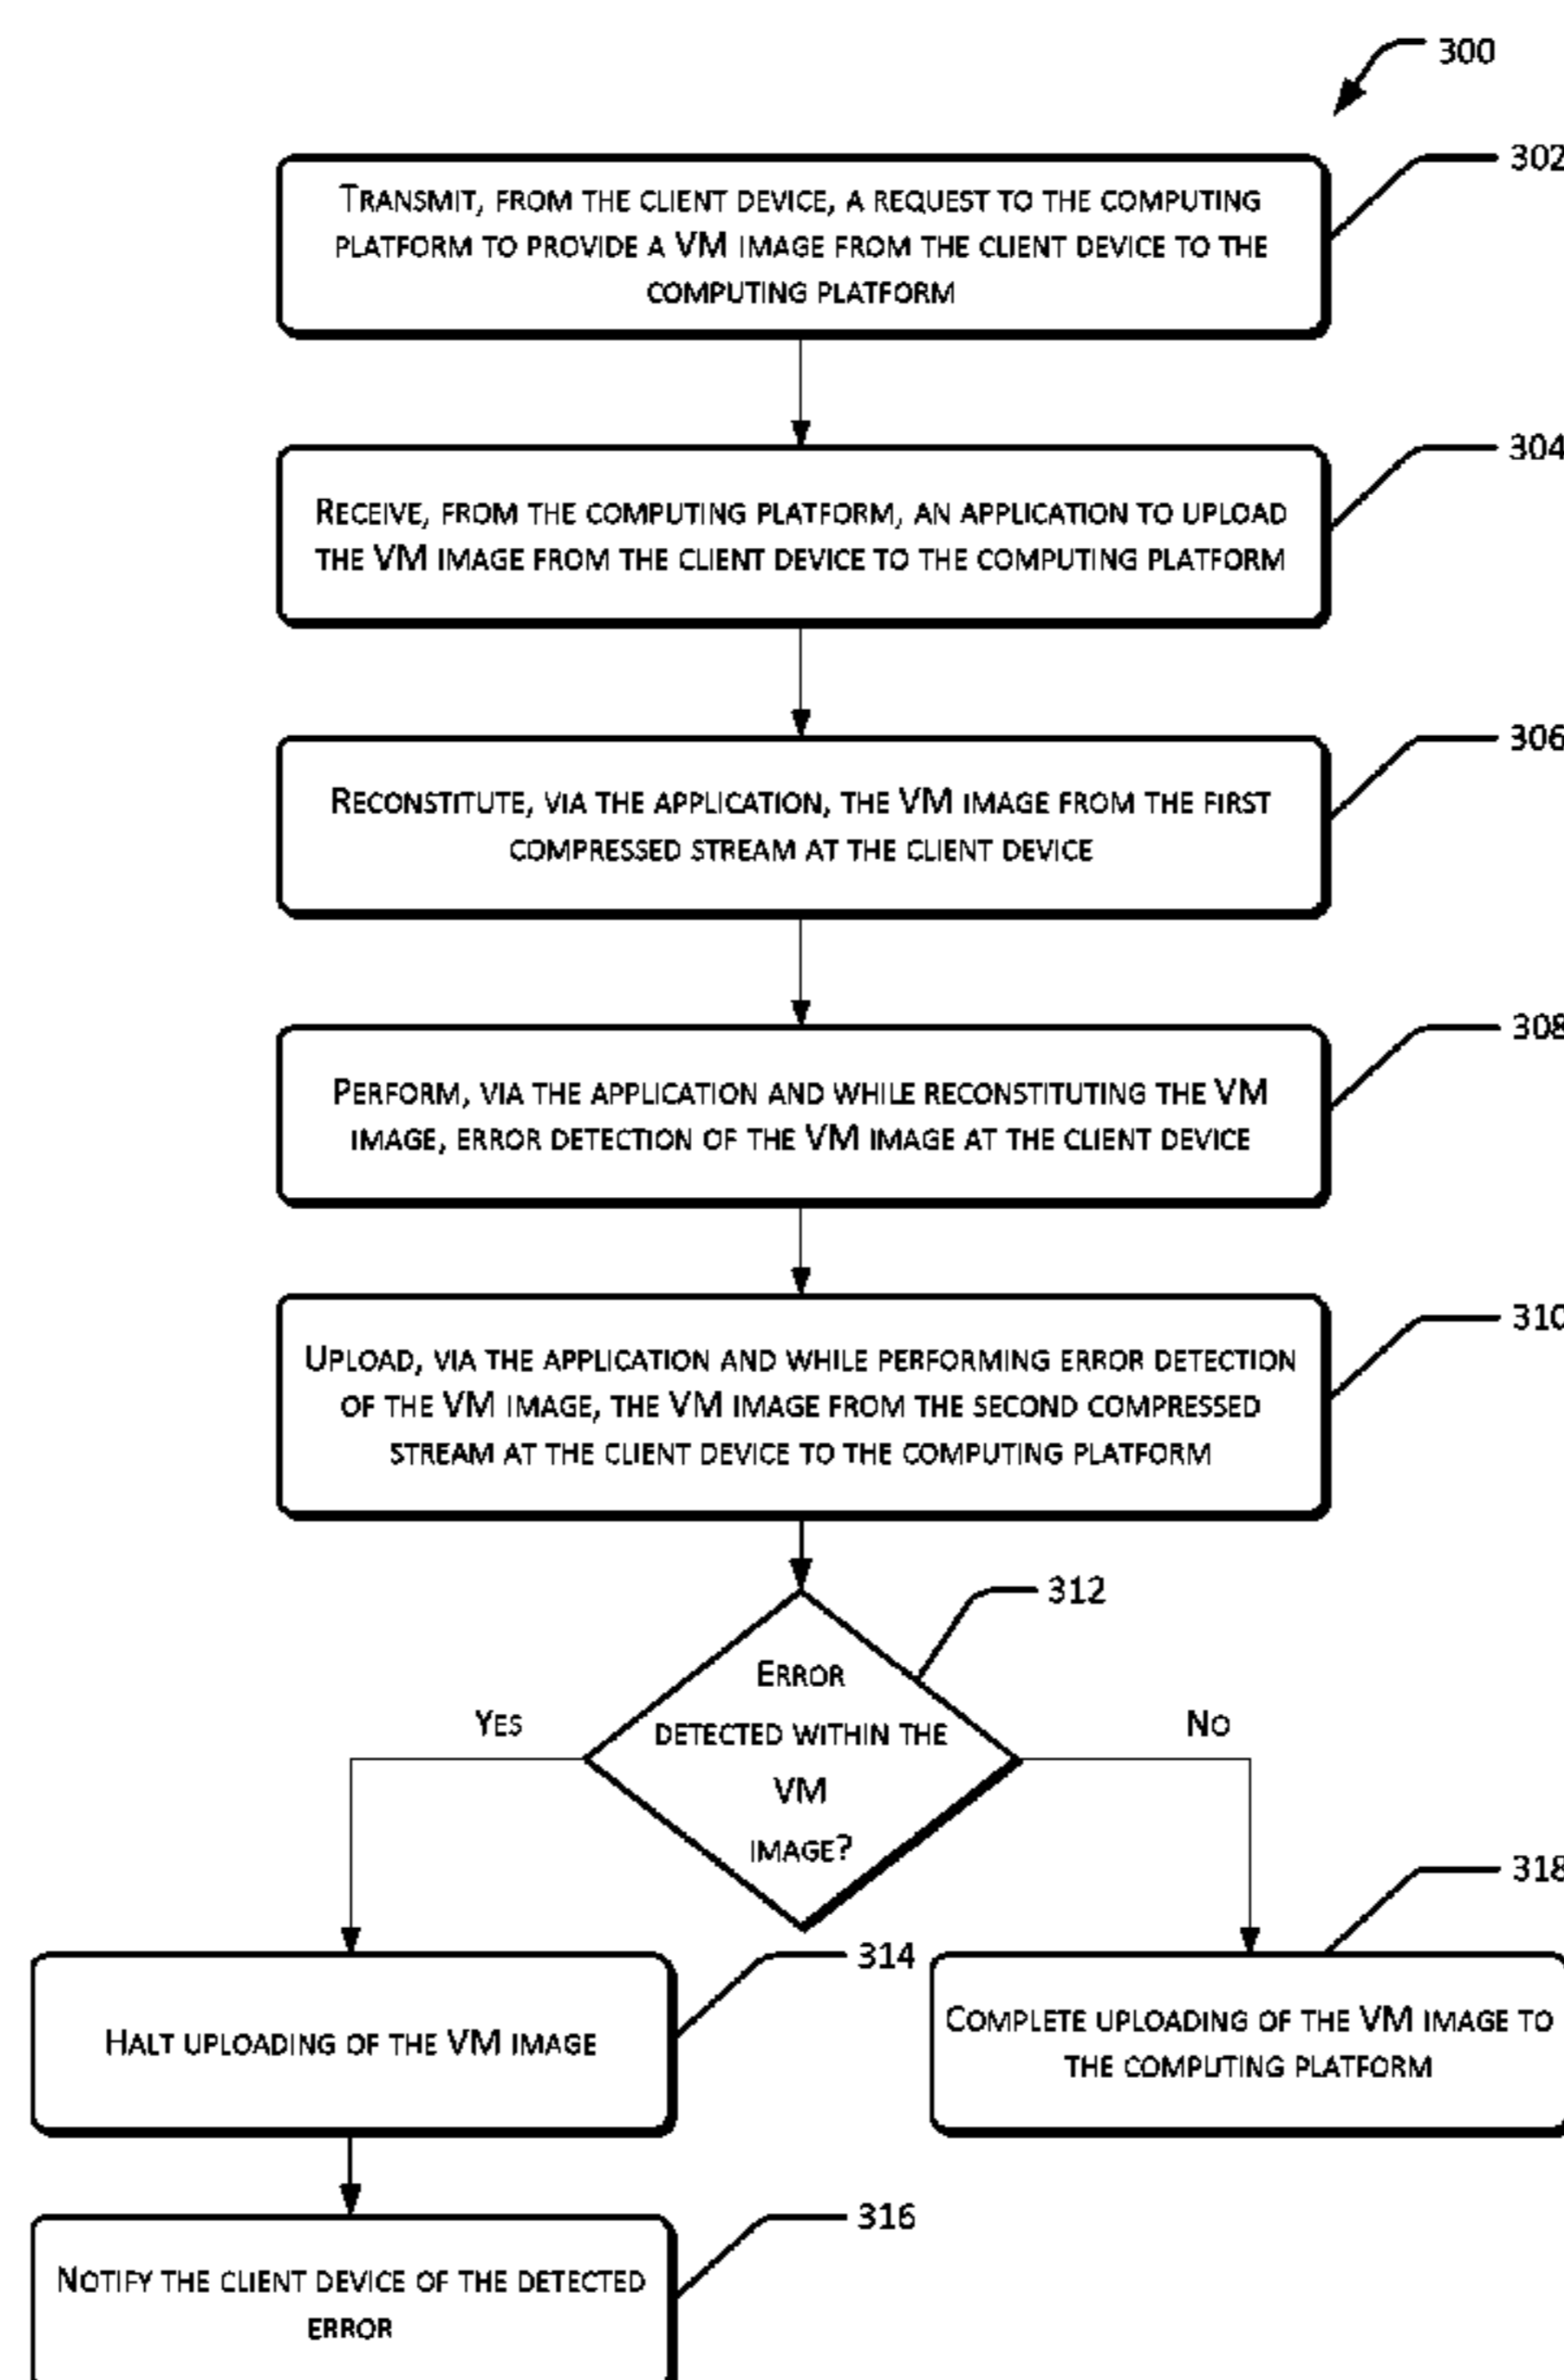 300
302
TRANSMIT, FROM THE CLIENT DEVICE, A REQUEST TO THE COMPUTING
PLATFORM TO PROVIDE A VM IMAGE FROM THE CLIENT DEVICE TO THE
COMPUTING PLATFORM
304
RECEIVE, FROM THE COMPUTING PLATFORM, AN APPLICATION TO UPLOAD
THE VM IMAGE FROM THE CLIENT DEVICE TO THE COMPUTING PLATFORM
306
RECONSTITUTE, VIA THE APPLICATION, THE VM IMAGE FROM THE FIRST
COMPRESSED STREAM AT THE CLIENT DEVICE
308
PERFORM, VIA THE APPLICATION AND WHILE RECONSTITUTING THE VM
IMAGE, ERROR DETECTION OF THE VM IMAGE AT THE CLIENT DEVICE
310
UPLOAD, VIA THE APPLICATION AND WHILE PERFORMING ERROR DETECTION
OF THE VM IMAGE, THE VM IMAGE FROM THE SECOND COMPRESSED
STREAM AT THE CLIENT DEVICE TO THE COMPUTING PLATFORM
312
ERROR
DETECTED WITHIN THE
VM
IMAGE?
YES
NO
314
HALT UPLOADING OF THE VM IMAGE
318
COMPLETE UPLOADING OF THE VM IMAGE TO
THE COMPUTING PLATFORM
316
NOTIFY THE CLIENT DEVICE OF THE DETECTED
ERROR